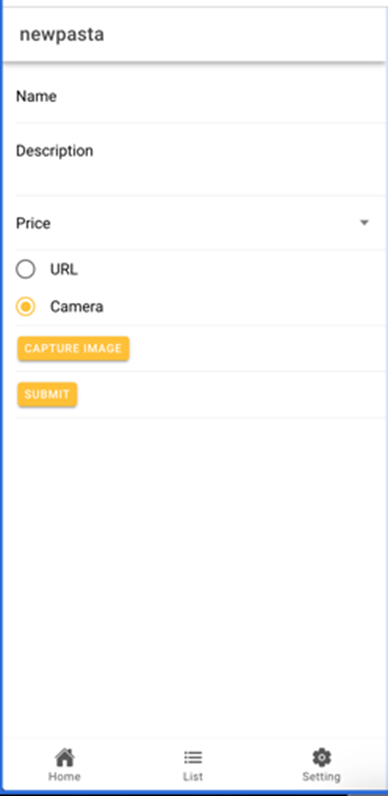 newpasta
Name
Description
Price
URL
Camera
CAPTURE IMAGE
SUBMIT
Home List Setting